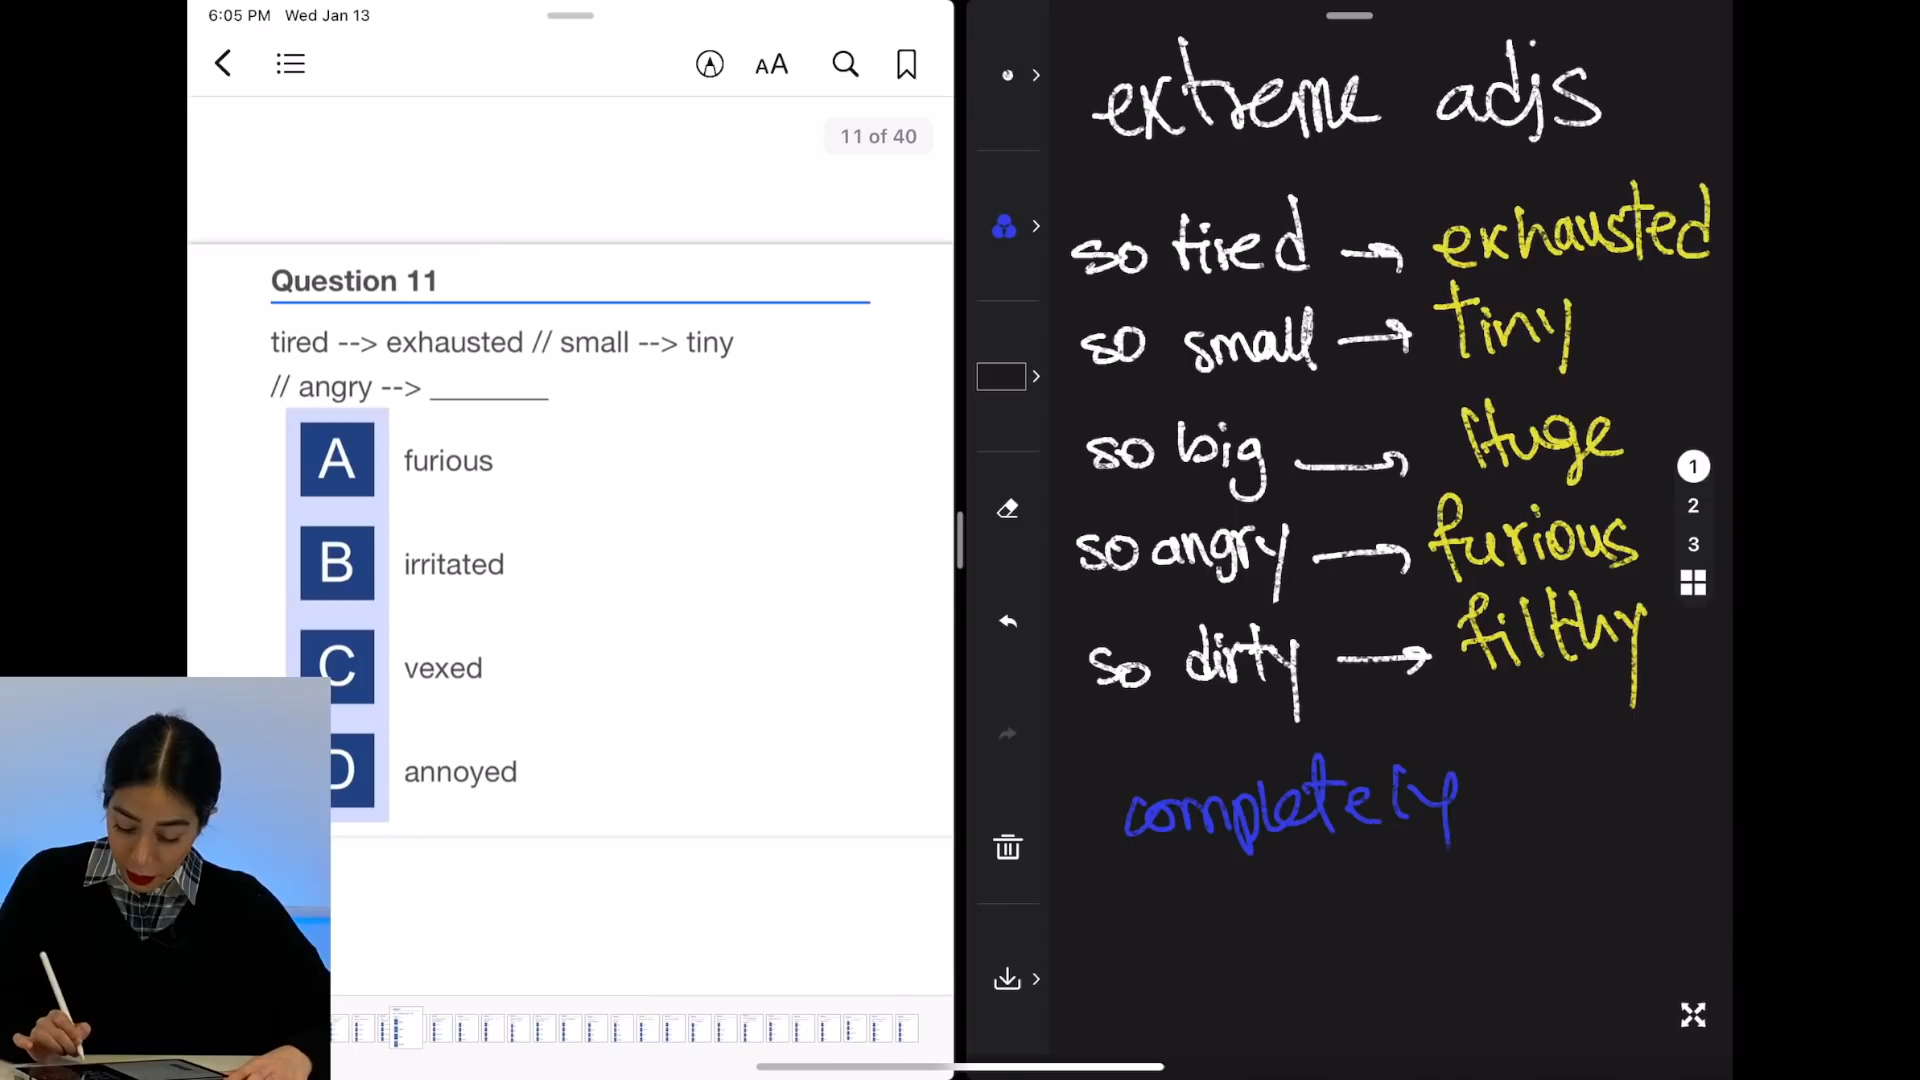 6:05 PM Wed Jan 13
AA
11 of 40
Question 11
tired --> exhausted // small --> tiny
// angry --> ________
A furious
B irritated
C vexed
D annoyed
extreme adjs
so tired → exhausted
so small → tiny
so big → Huge
so angry → furious
so dirty → filthy
completely
1
2
3